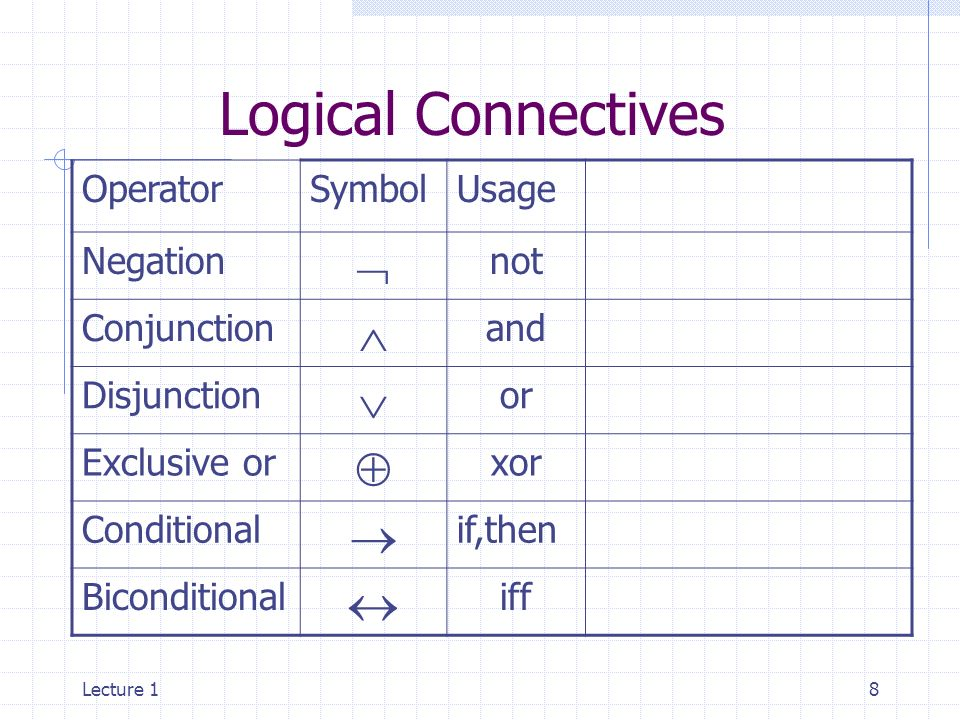 Logical Connectives
Operator Symbol Usage
Negation ¬ not
Conjunction ∧ and
Disjunction ∨ or
Exclusive or ⊕ xor
Conditional → if,then
Biconditional ↔ iff
Lecture 1 8